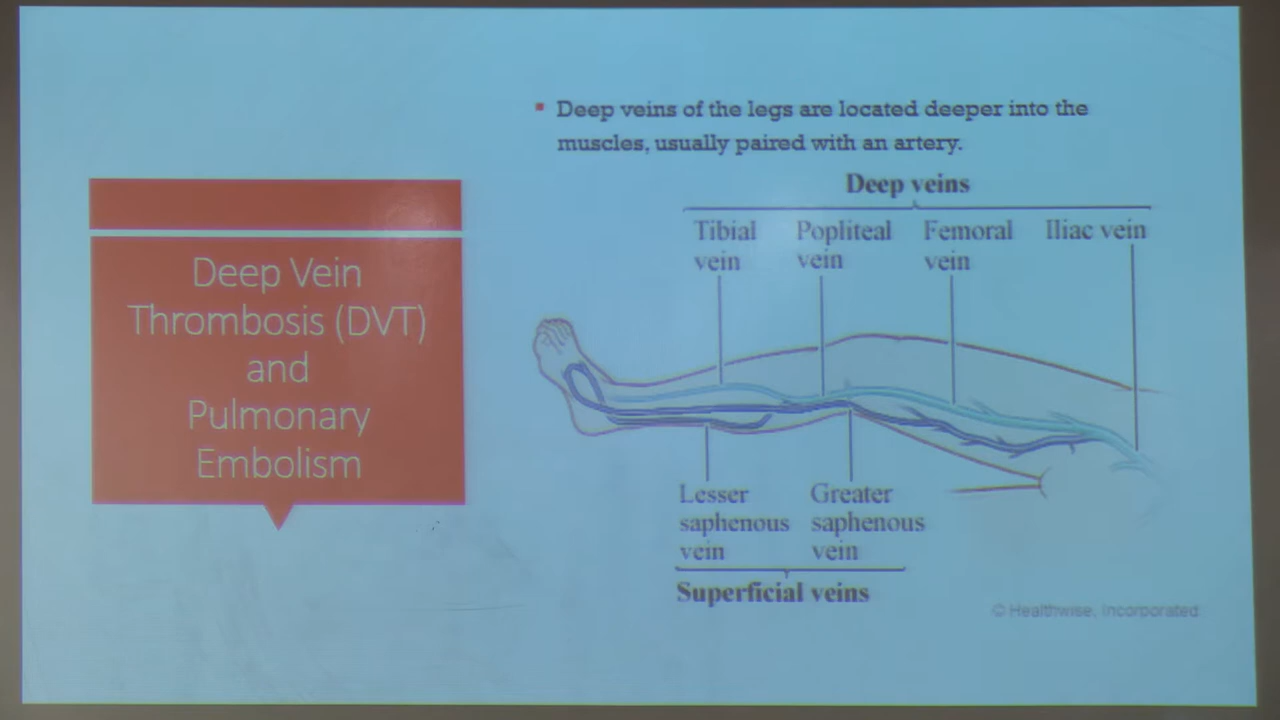 Deep Vein
Thrombosis (DVT)
and
Pulmonary
Embolism
Deep veins of the legs are located deeper into the
muscles, usually paired with an artery.
Deep veins
Tibial
vein
Popliteal
vein
Femoral
vein
Iliac vein
Lesser
saphenous
vein
Greater
saphenous
vein
Superficial veins
© Healthwise, Incorporated